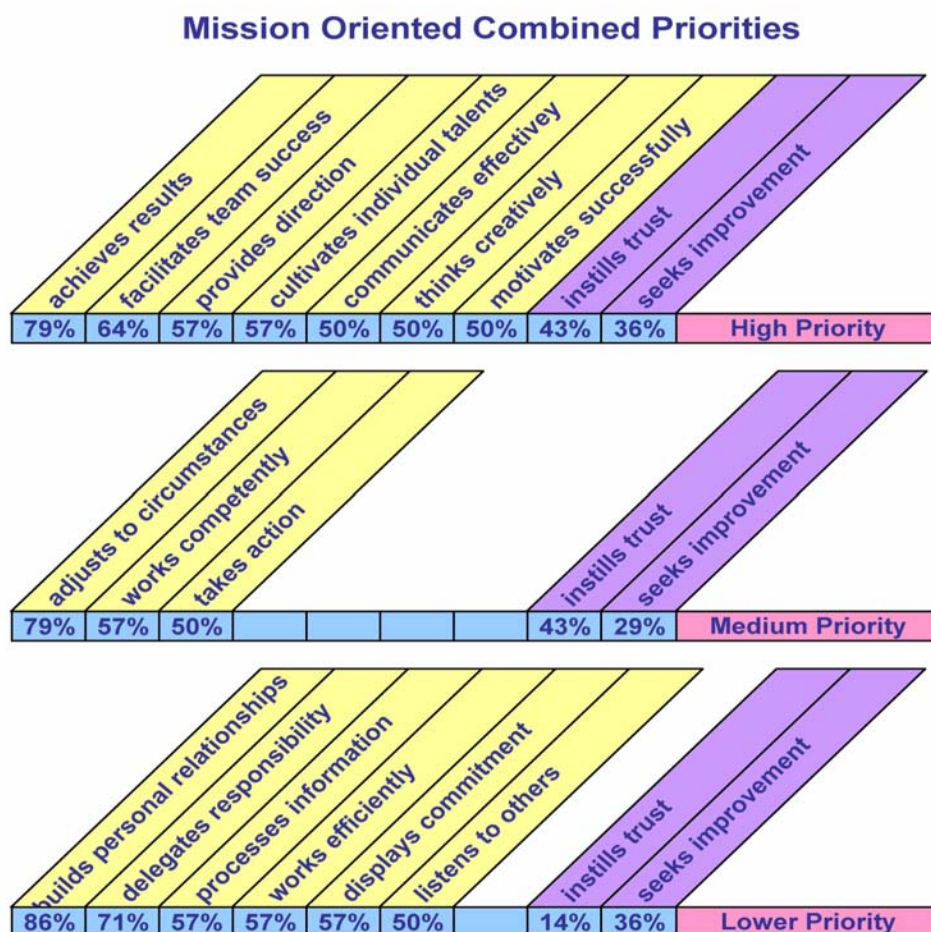 Mission Oriented Combined Priorities
achieves results
facilitates team success
provides direction
cultivates individual talents
communicates effectivey
thinks creatively
motivates successfully
instills trust
seeks improvement
79% 64% 57% 57% 50% 50% 50% 43% 36% High Priority
adjusts to circumstances
works competently
takes action
instills trust
seeks improvement
79% 57% 50% 43% 29% Medium Priority
builds personal relationships
delegates responsibility
processes information
works efficiently
displays commitment
listens to others
instills trust
seeks improvement
86% 71% 57% 57% 57% 50% 14% 36% Lower Priority